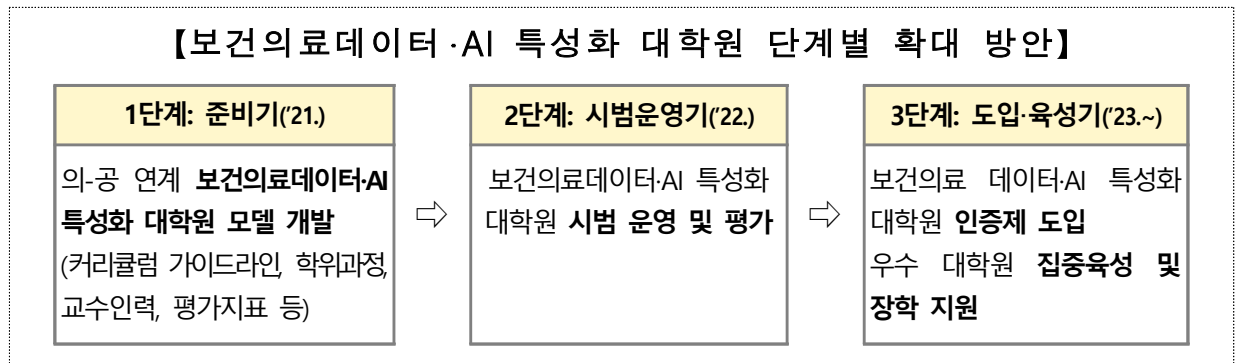 【보건의료데이터·AI 특성화 대학원 단계별 확대 방안】
1단계: 준비기('21.)
의-공 연계 보건의료데이터·AI
특성화 대학원 모델 개발
(커리큘럼 가이드라인, 학위과정,
교수인력, 평가지표 등)
⇨
2단계: 시범운영기('22.)
보건의료데이터·AI 특성화
대학원 시범 운영 및 평가
⇨
3단계: 도입·육성기('23.~)
보건의료 데이터·AI 특성화
대학원 인증제 도입
우수 대학원 집중육성 및
장학 지원